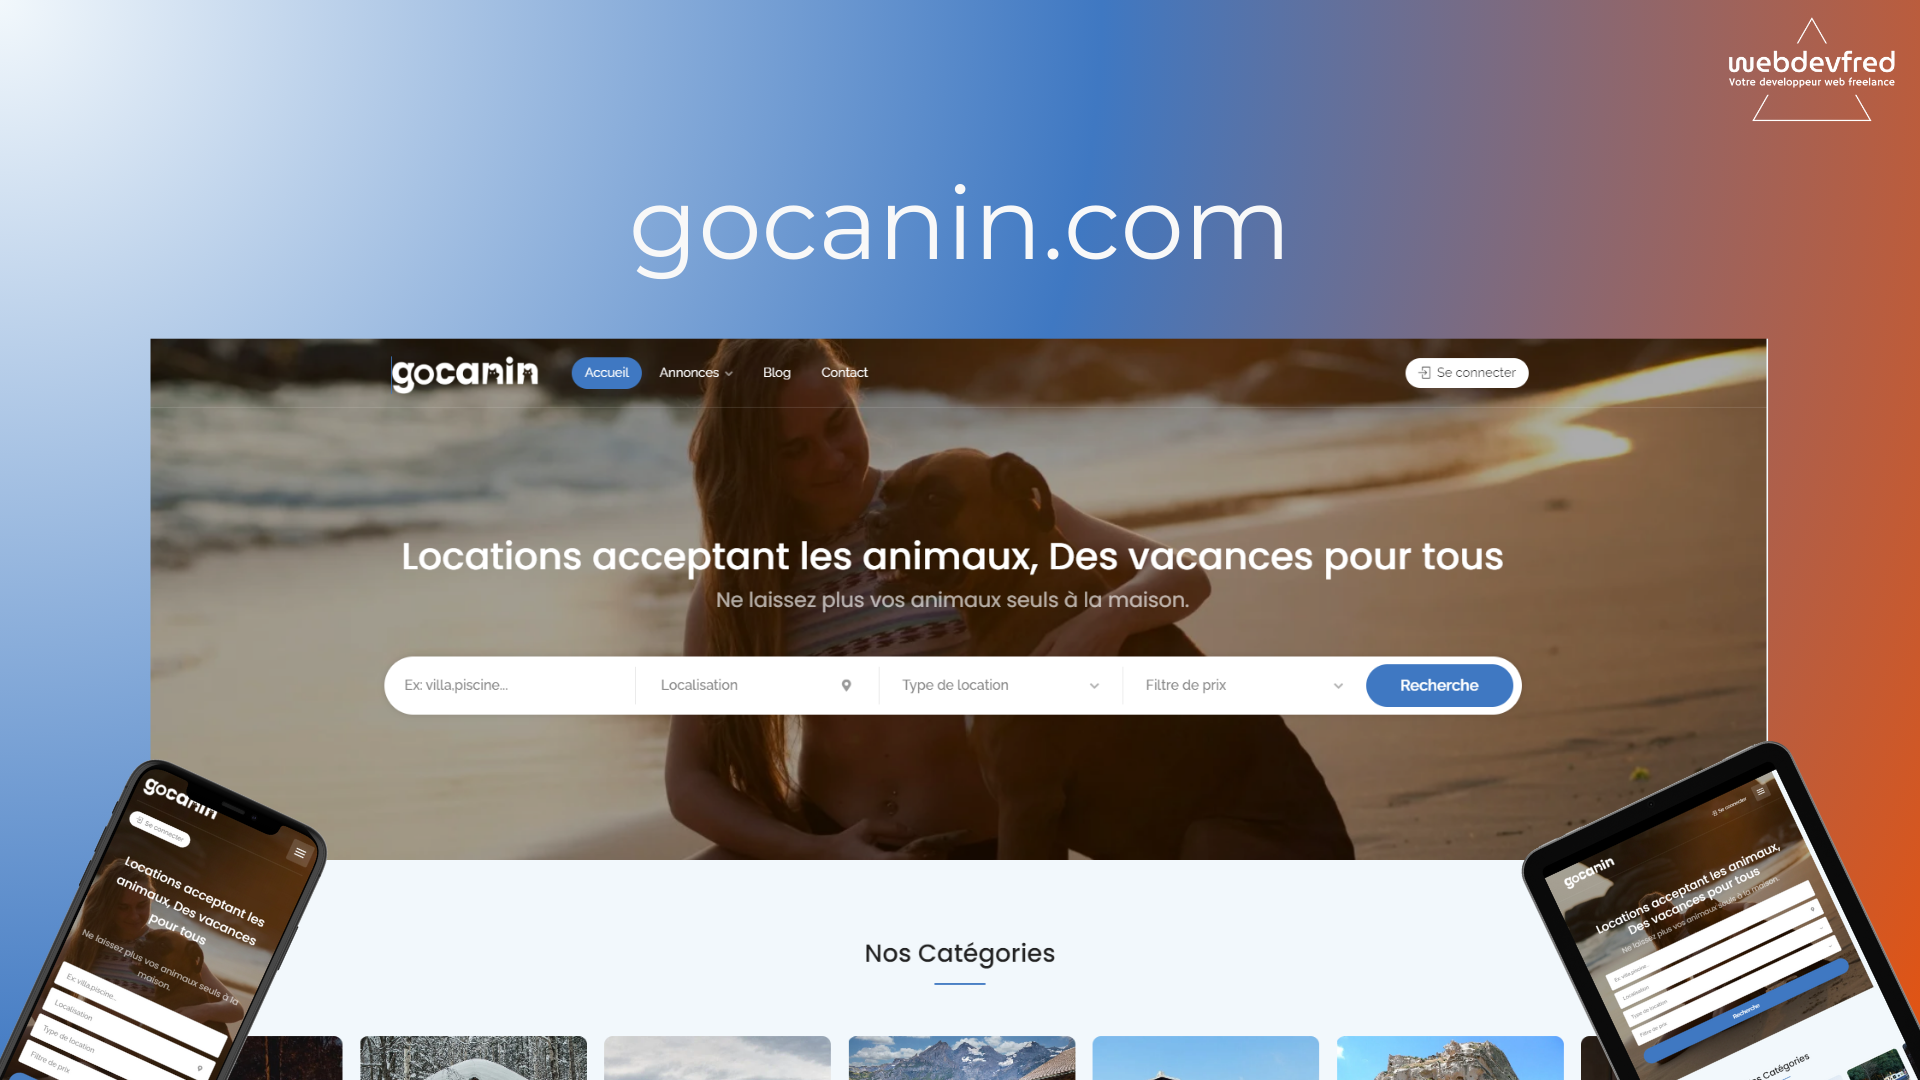 webdevfred
Votre developpeur web freelance
gocanin.com
gocanin
Accueil
Annonces
Blog
Contact
Se connecter
Locations acceptant les animaux, Des vacances pour tous
Ne laissez plus vos animaux seuls à la maison.
Ex: villa,piscine...
Localisation
Type de location
Filtre de prix
Recherche
Nos Catégories
gocanin
Se connecter
Locations acceptant les
animaux, Des vacances
pour tous
Ne laissez plus vos animaux seuls à la
maison.
Ex: villa,piscine...
Localisation
Type de location
Filtre de prix
Se connecter
gocanin
Locations acceptant les animaux,
Des vacances pour tous
Ne laissez plus vos animaux seuls à la maison.
Ex: villa,piscine...
Localisation
Type de location
Filtre de prix
Recherche
Catégories